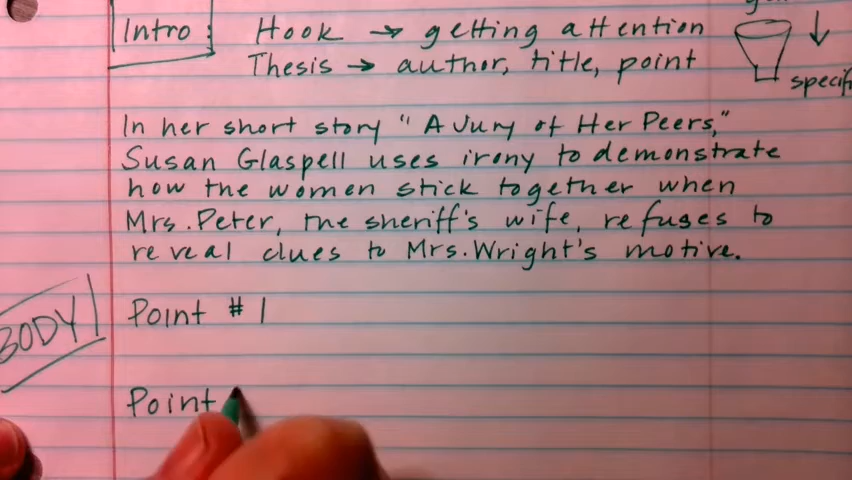 Intro: Hook → getting attention
Thesis → author, title, point
In her short story "A Jury of Her Peers,"
Susan Glaspell uses irony to demonstrate
how the women stick together when
Mrs. Peter, the sheriff's wife, refuses to
reveal clues to Mrs. Wright's motive.
BODY
Point # 1
Point